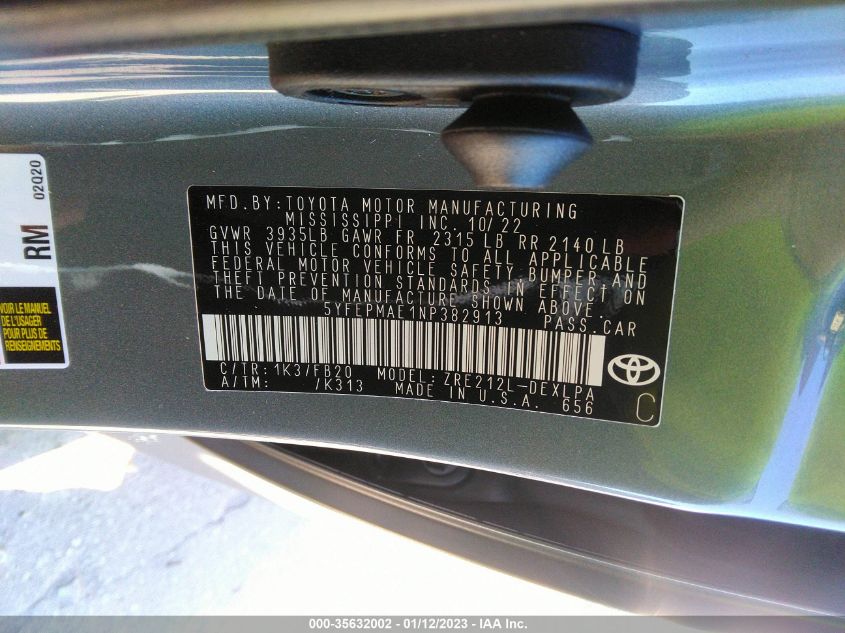 MFD. BY: TOYOTA MOTOR MANUFACTURING
MISSISSIPPI INC. 10/22
GVWR 3935LB GAWR FR 2315 LB RR 2140 LB
THIS VEHICLE CONFORMS TO ALL APPLICABLE
FEDERAL MOTOR VEHICLE SAFETY, BUMPER, AND
THEFT PREVENTION STANDARDS IN EFFECT ON
THE DATE OF MANUFACTURE SHOWN ABOVE.
5YFEPMAE1NP382913 PASS.CAR
C/TR: 1K3/FB20 MODEL: ZRE212L-DEXLPA
A/TM: /K313 MADE IN U.S.A. 656
C
RM 02Q20
VOIR LE MANUEL
DE L'USAGER
POUR PLUS DE
RENSEIGNEMENTS
000-35632002 - 01/12/2023 - IAA Inc.